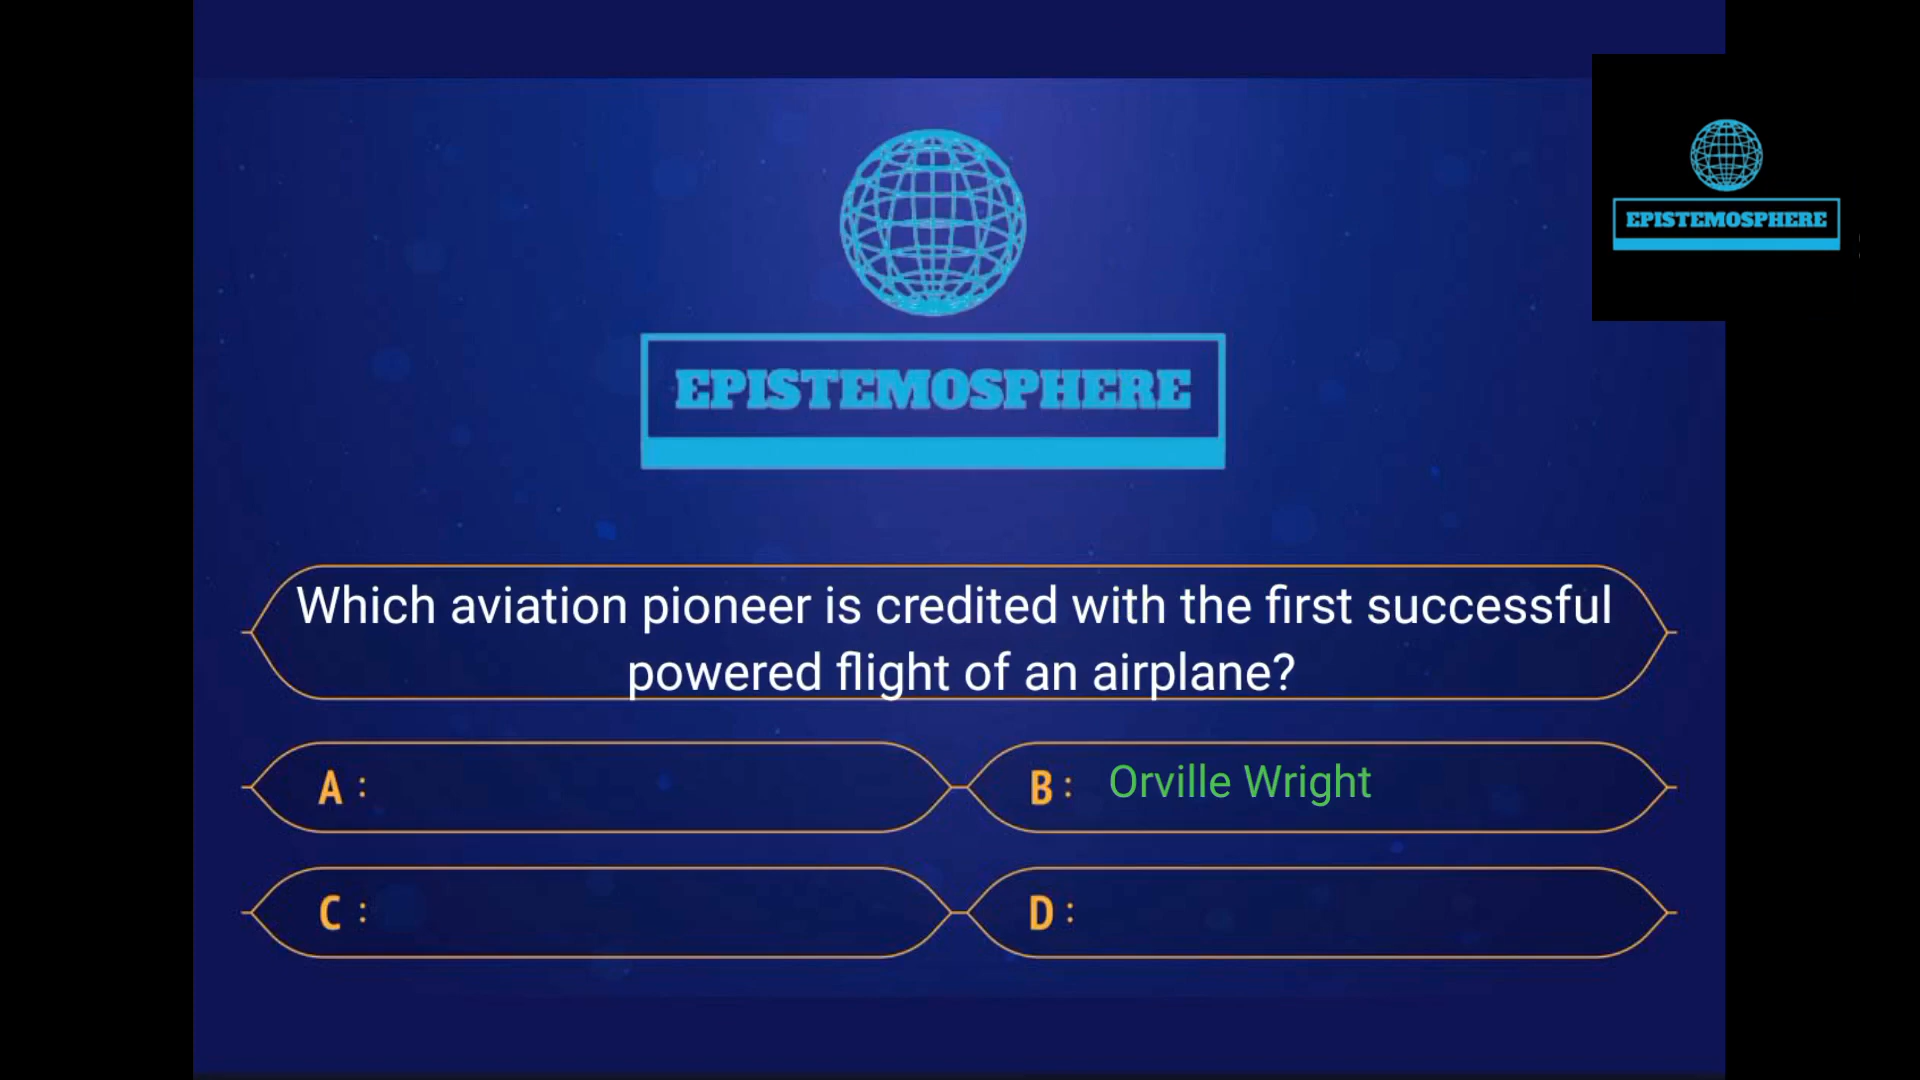 EPISTEMOSPHERE
EPISTEMOSPHERE
Which aviation pioneer is credited with the first successful
powered flight of an airplane?
A :
B : Orville Wright
C :
D :